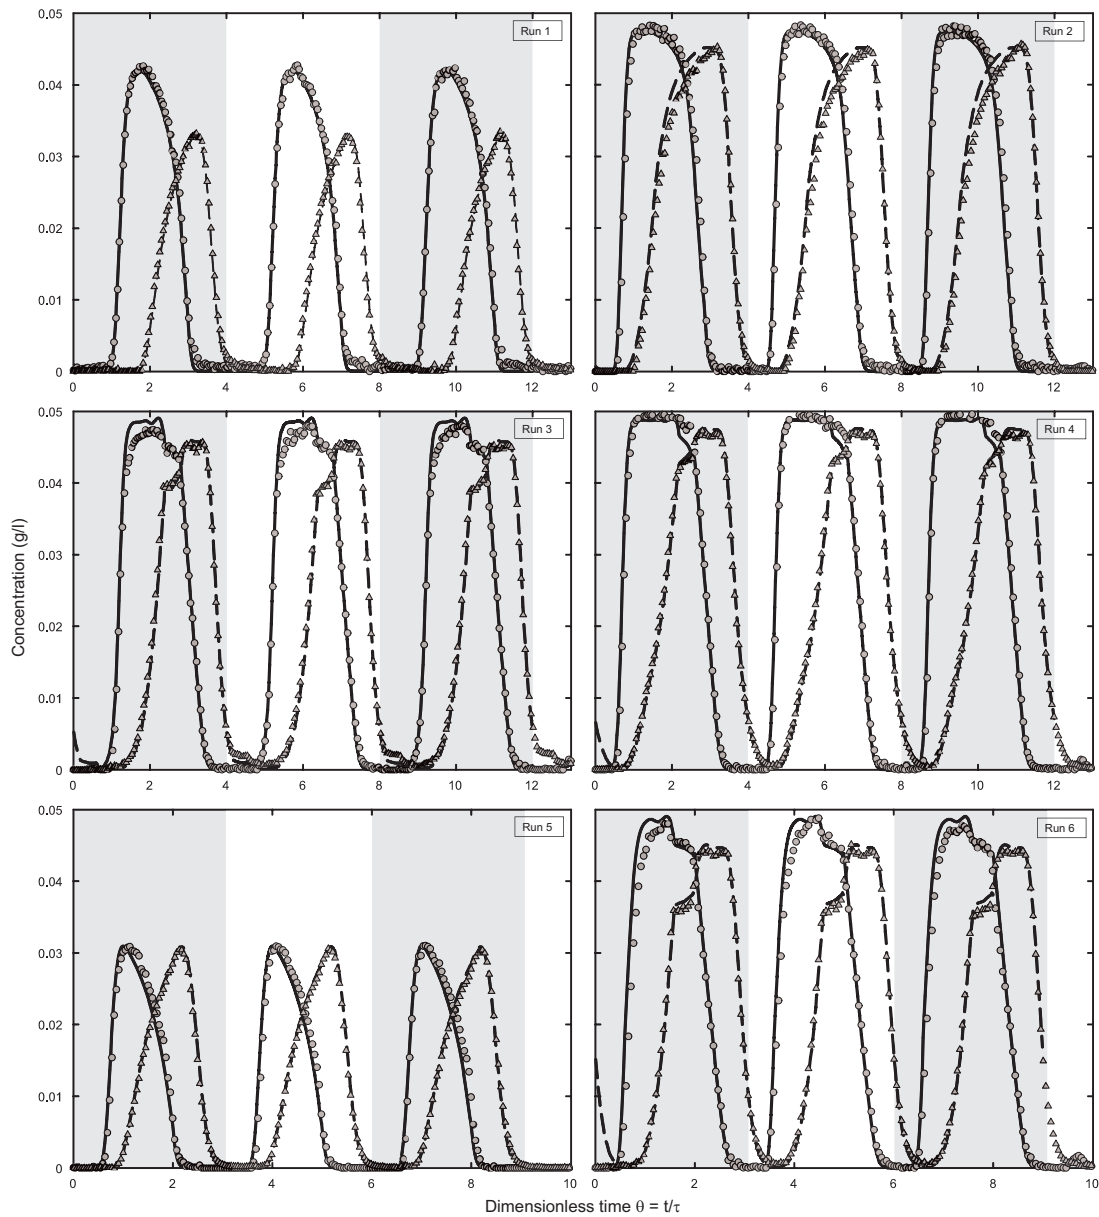 0.05
0.04
0.03
0.02
0.01
0
Run 1
Run 2
2 4 6 8 10 12
0 2 4 6 8 10 12
0.05
0.04
0.03
0.02
0.01
0
Run 3
Run 4
Concentration (g/l)
0 2 4 6 8 10 12
0 2 4 6 8 10 12
0.05
0.04
0.03
0.02
0.01
0
Run 5
Run 6
0 2 4 6 8 10
0 2 4 6 8 10
Dimensionless time θ = t/τ